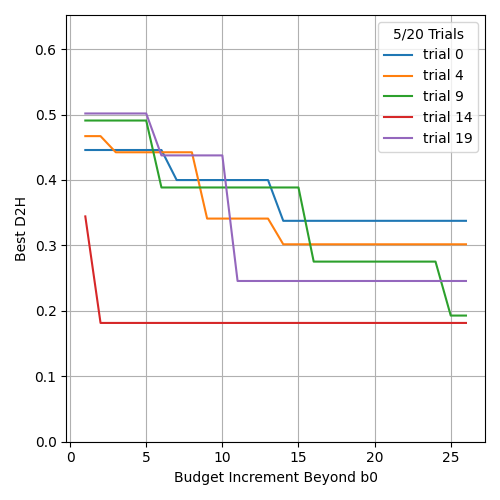 5/20 Trials
trial 0
trial 4
trial 9
trial 14
trial 19
0.6
0.5
0.4
0.3
0.2
0.1
0.0
Best D2H
0 5 10 15 20 25
Budget Increment Beyond b0